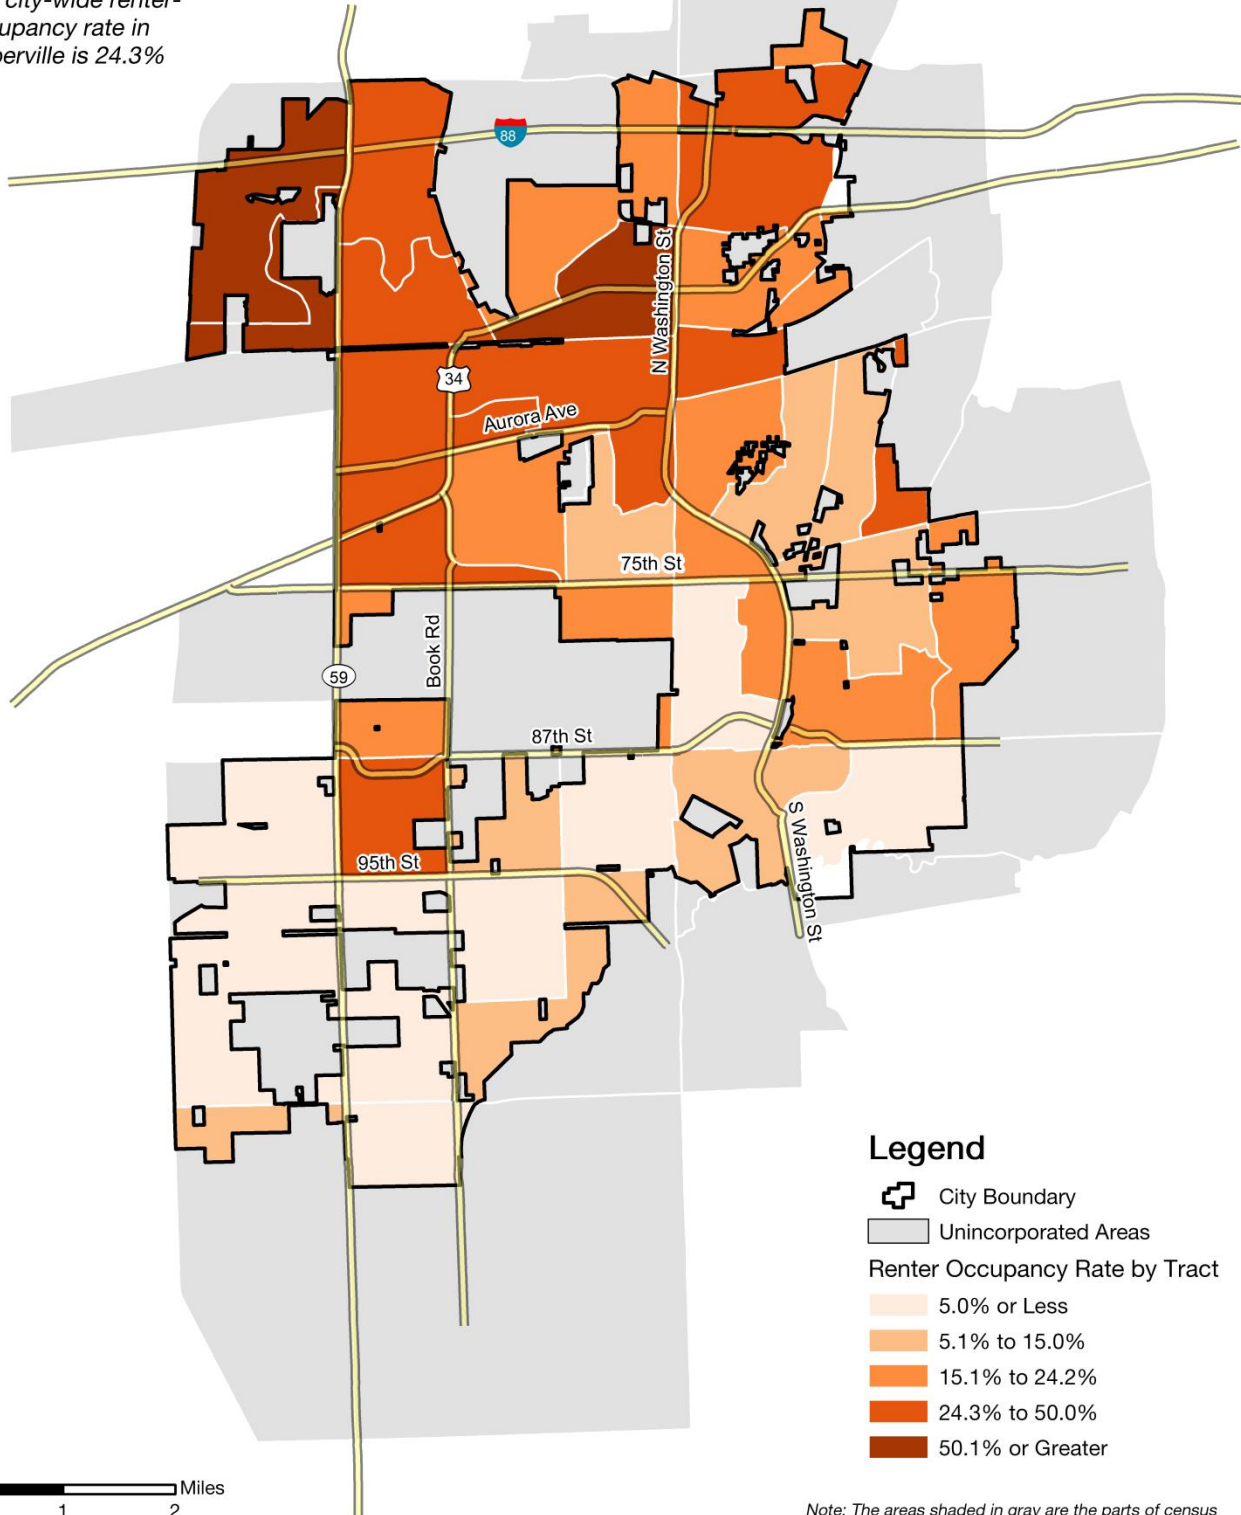 city-wide renter-
rate in
is 24.3%
88
N Washington St
34
Aurora Ave
75th St
Book Rd
59
87th St
S Washington St
95th St
Legend
City Boundary
Unincorporated Areas
Renter Occupancy Rate by Tract
5.0% or Less
5.1% to 15.0%
15.1% to 24.2%
24.3% to 50.0%
50.1% or Greater
Miles
1
2
Note: The areas shaded in gray are the parts of census